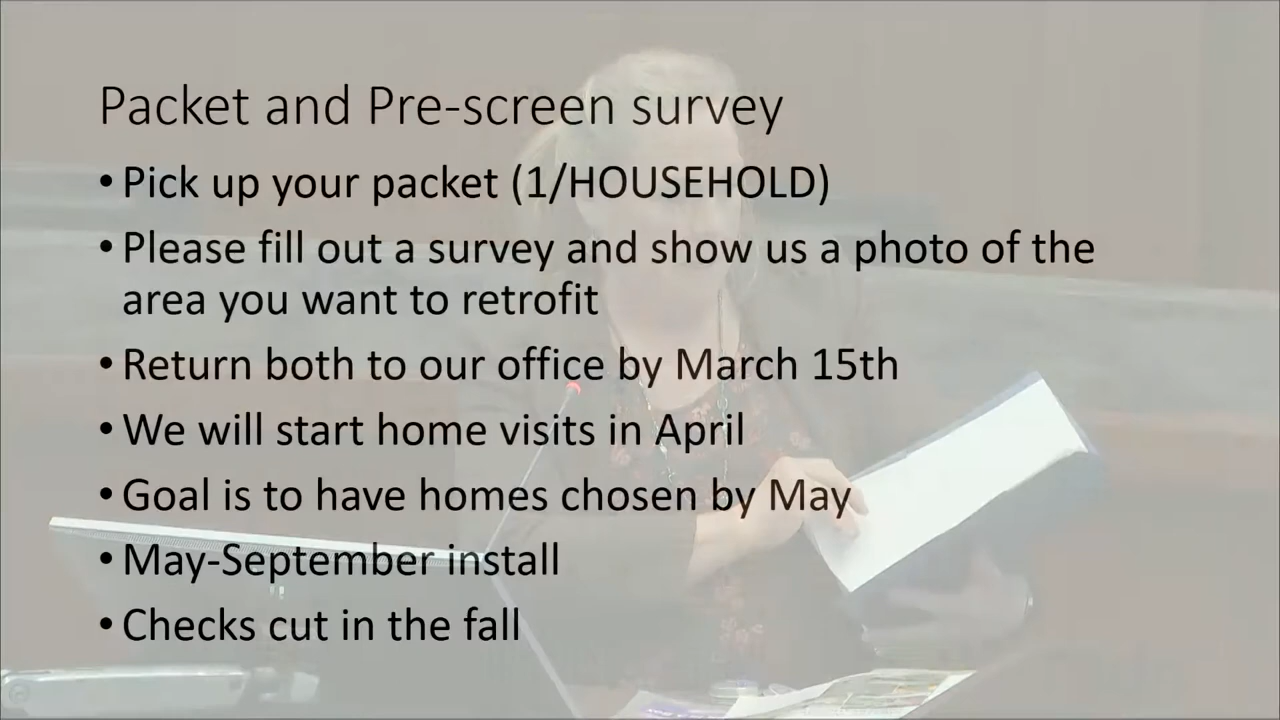 Packet and Pre-screen survey
• Pick up your packet (1/HOUSEHOLD)
• Please fill out a survey and show us a photo of the
area you want to retrofit
• Return both to our office by March 15th
• We will start home visits in April
• Goal is to have homes chosen by May
• May-September install
• Checks cut in the fall